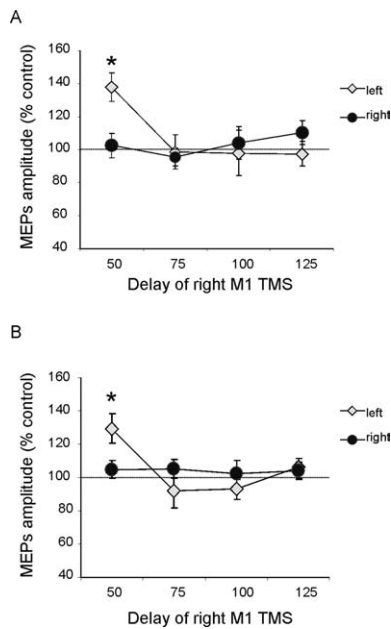 A
*
160
140
120
100
80
60
40
MEPs amplitude (% control)
50 75 100 125
Delay of right M1 TMS
left
right
B
*
160
140
120
100
80
60
40
MEPs amplitude (% control)
50 75 100 125
Delay of right M1 TMS
left
right